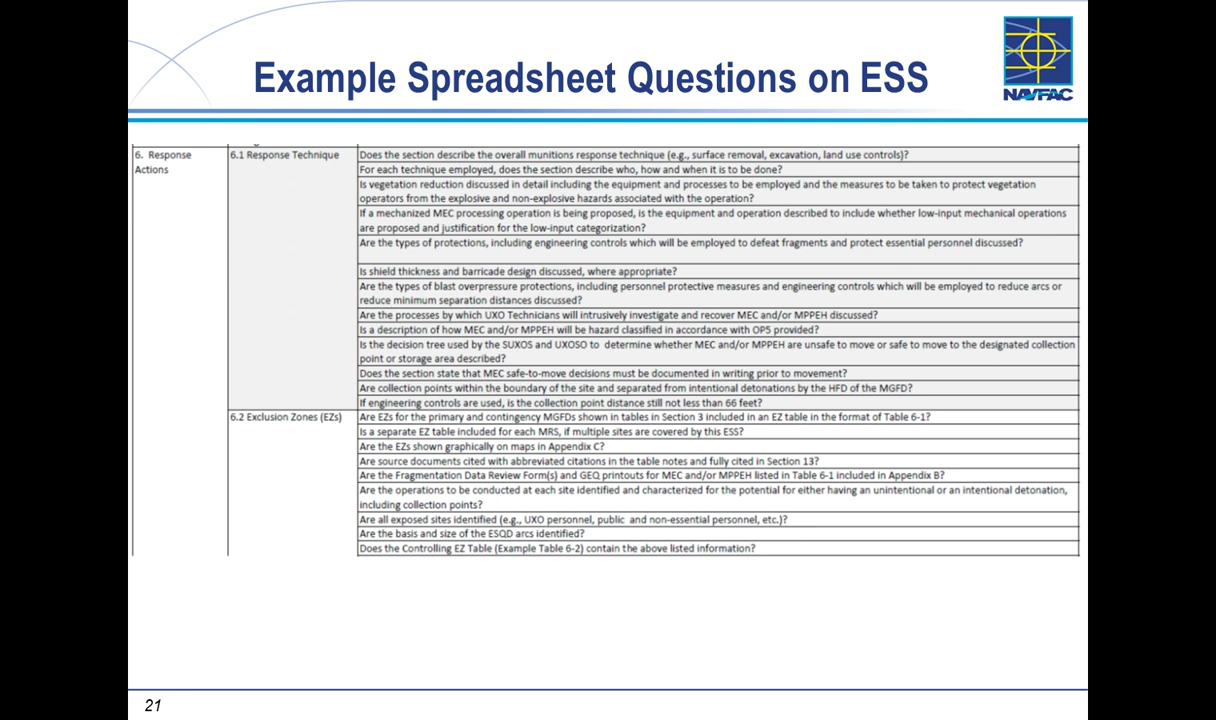 Example Spreadsheet Questions on ESS
NAVFAC
6. Response
Actions
6.1 Response Technique
Does the section describe the overall munitions response technique (e.g., surface removal, excavation, land use controls)?
For each technique employed, does the section describe who, how and when it is to be done?
Is vegetation reduction discussed in detail including the equipment and processes to be employed and the measures to be taken to protect vegetation
operators from the explosive and non-explosive hazards associated with the operation?
If a mechanized MEC processing operation is being proposed, is the equipment and operation described to include whether low-input mechanical operations
are proposed and justification for the low-input categorization?
Are the types of protections, including engineering controls which will be employed to defeat fragments and protect essential personnel discussed?
Is shield thickness and barricade design discussed, where appropriate?
Are the types of blast overpressure protections, including personnel protective measures and engineering controls which will be employed to reduce arcs or
reduce minimum separation distances discussed?
Are the processes by which UXO Technicians will intrusively investigate and recover MEC and/or MPPEH discussed?
Is a description of how MEC and/or MPPEH will be hazard classified in accordance with OP5 provided?
Is the decision tree used by the SUXOS and UXOSO to determine whether MEC and/or MPPEH are unsafe to move or safe to move to the designated collection
point or storage area described?
Does the section state that MEC safe-to-move decisions must be documented in writing prior to movement?
Are collection points within the boundary of the site and separated from intentional detonations by the HFD of the MGFD?
If engineering controls are used, is the collection point distance still not less than 66 feet?
6.2 Exclusion Zones (EZs)
Are EZs for the primary and contingency MGFDs shown in tables in Section 3 included in an EZ table in the format of Table 6-1?
Is a separate EZ table included for each MRS, if multiple sites are covered by this ESS?
Are the EZs shown graphically on maps in Appendix C?
Are source documents cited with abbreviated citations in the table notes and fully cited in Section 13?
Are the Fragmentation Data Review Form(s) and GEQ printouts for MEC and/or MPPEH listed in Table 6-1 included in Appendix B?
Are the operations to be conducted at each site identified and characterized for the potential for either having an unintentional or an intentional detonation,
including collection points?
Are all exposed sites identified (e.g., UXO personnel, public and non-essential personnel, etc.)?
Are the basis and size of the ESQD arcs identified?
Does the Controlling EZ Table (Example Table 6-2) contain the above listed information?
21